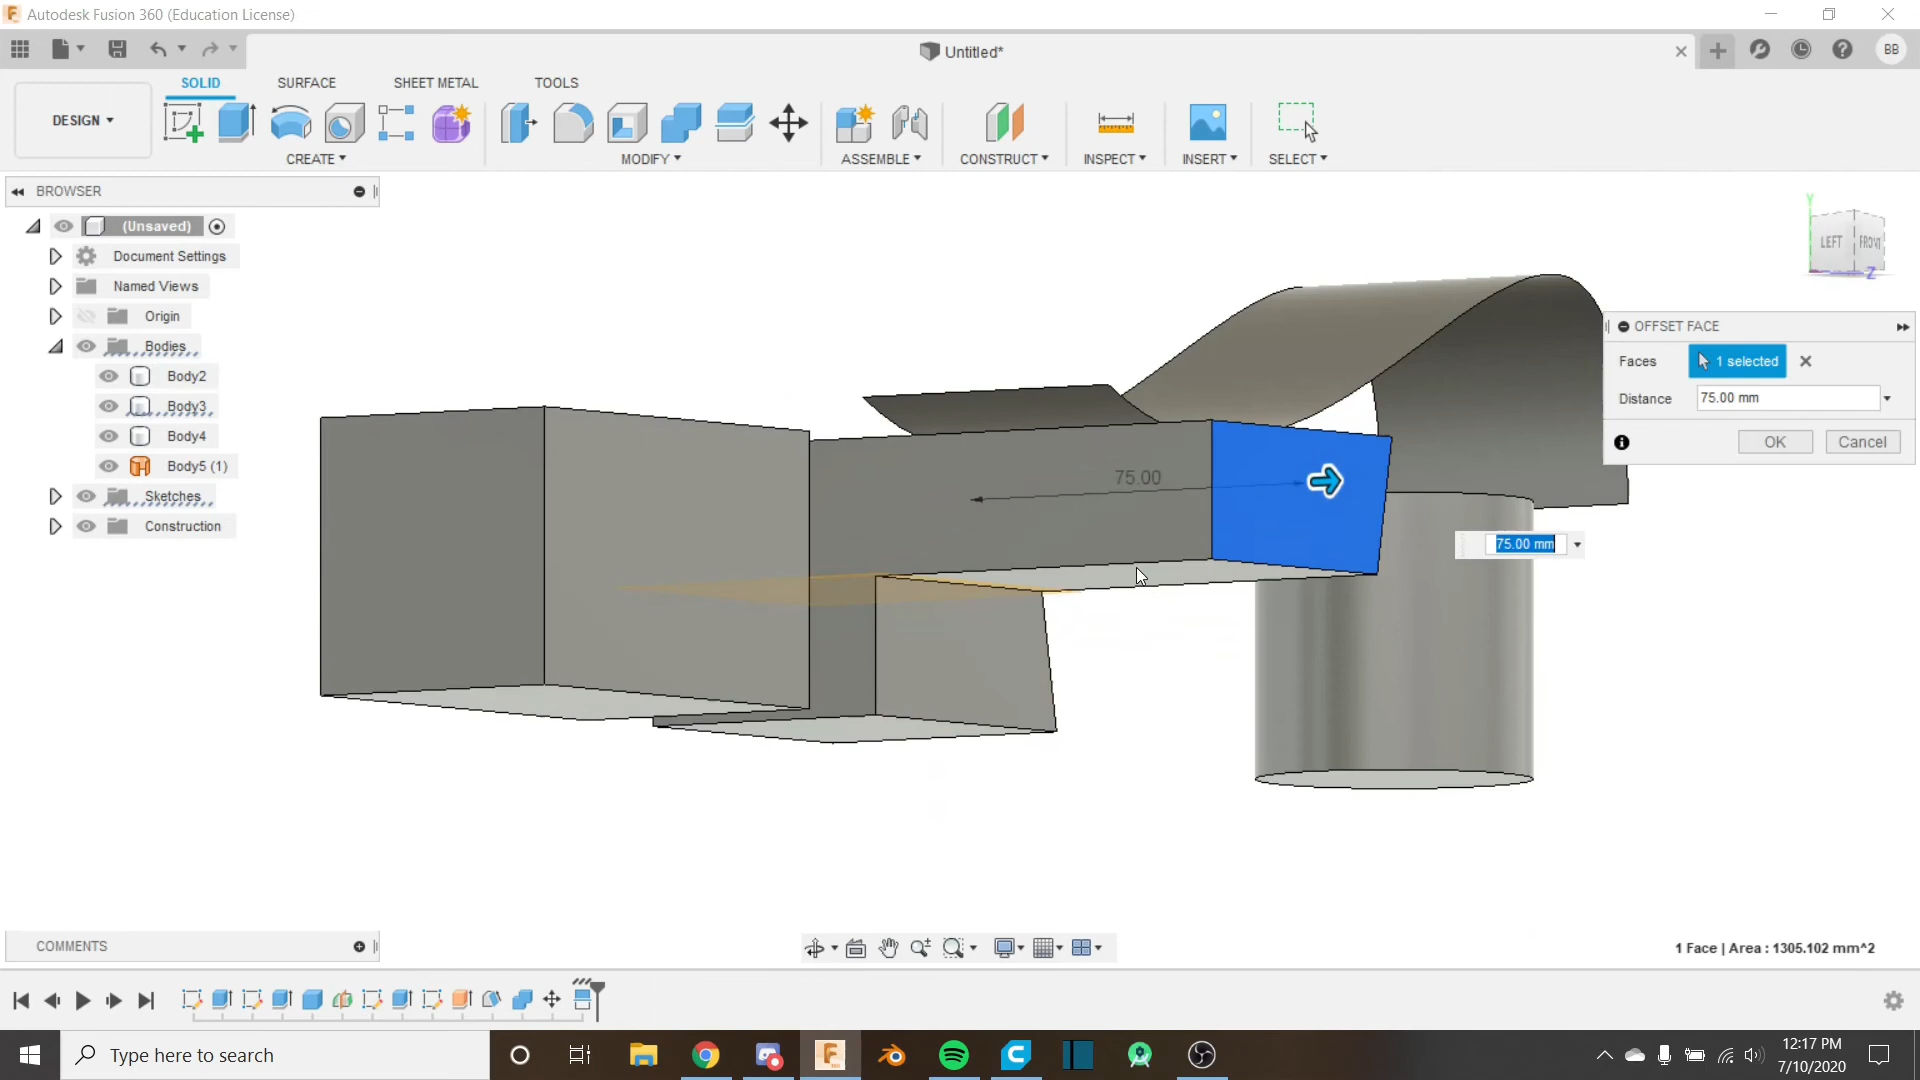 Autodesk Fusion 360 (Education License)
Untitled*
BB
DESIGN
SOLID
SURFACE
SHEET METAL
TOOLS
CREATE
MODIFY
ASSEMBLE
CONSTRUCT
INSPECT
INSERT
SELECT
BROWSER
(Unsaved)
Document Settings
Named Views
Origin
Bodies
Body2
Body3
Body4
Body5 (1)
Sketches
Construction
Y
LEFT
FRONT
Z
OFFSET FACE
Faces
1 selected
Distance
75.00 mm
OK
Cancel
75.00
75.00 mm
COMMENTS
1 Face | Area : 1305.102 mm^2
Type here to search
12:17 PM
7/10/2020